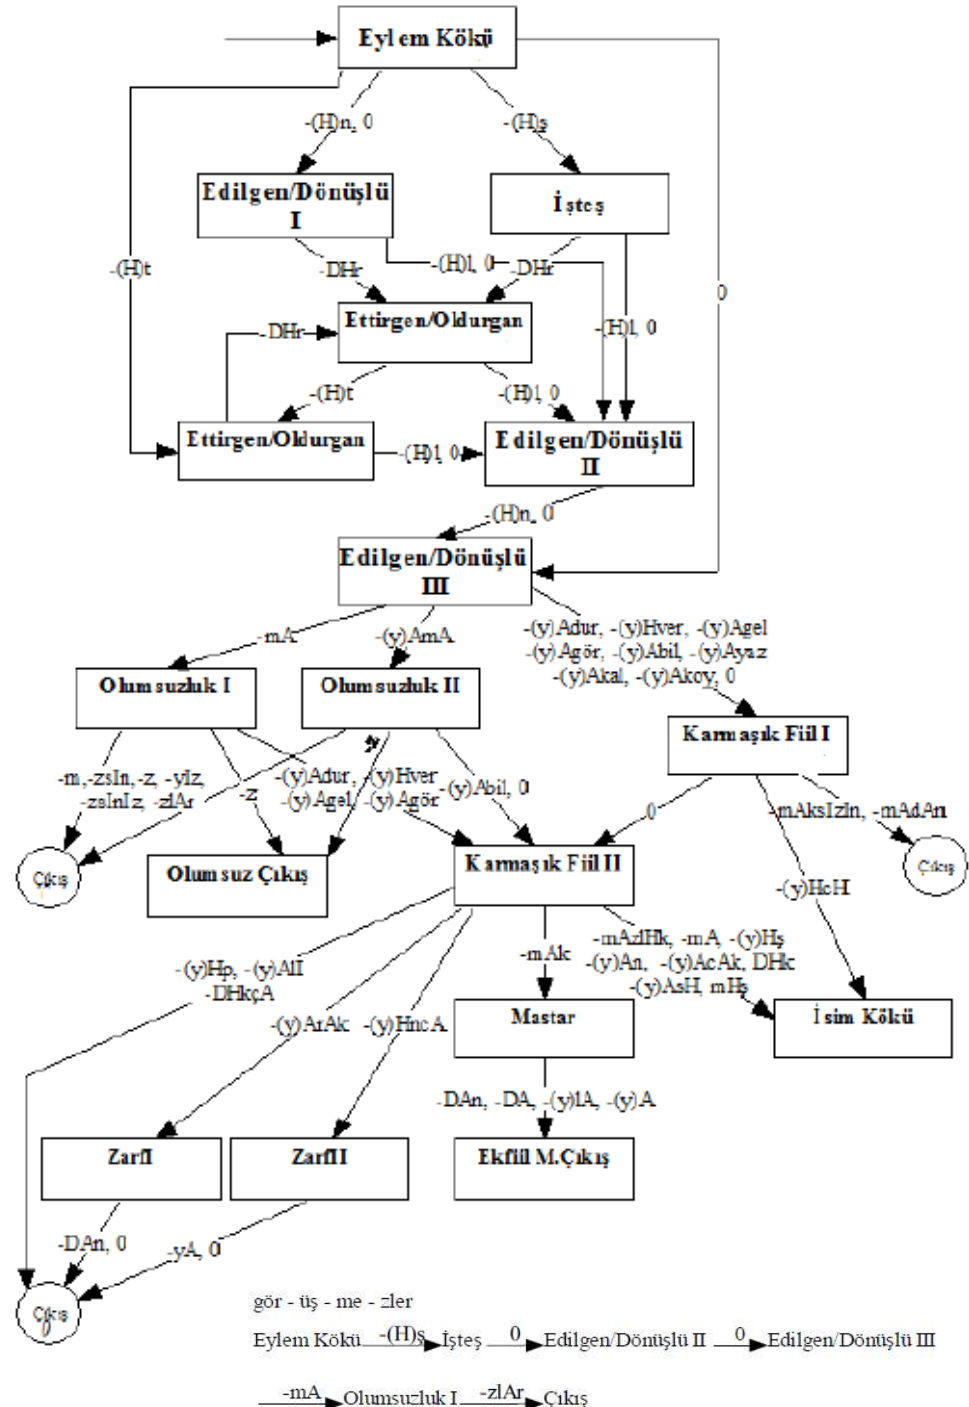 Eylem Kökü
-(H)n, 0
-(H)ş
Edilgen/Dönüşlü
I
İşteş
-(H)t
-DHr
-(H)l, 0
-DHr
0
Ettirgen/Oldurgan
-DHr
-(H)l, 0
-(H)t
-(H)l, 0
Ettirgen/Oldurgan
-(H)l, 0
Edilgen/Dönüşlü
II
-(H)n, 0
Edilgen/Dönüşlü
III
-mA
-(y)AmA
-(y)Adur, -(y)Hver, -(y)Agel
-(y)Agör, -(y)Abil, -(y)Ayaz
-(y)Akal, -(y)Akoy, 0
Olumsuzluk I
Olumsuzluk II
Karmaşık Fiil I
-m,-zsIn,-z, -yIz,
-zsInIz, -zlAr
-z
-(y)Adur, -(y)Hver
-(y)Agel, -(y)Agör
-(y)Abil, 0
0
-mAksIzIn, -mAdAn
Çıkış
Olumsuz Çıkış
Karmaşık Fiil II
Çıkış
-(y)HcH
-(y)Hp, -(y)AlI
-DHkçA
-mAk
-mAzlHk, -mA, -(y)Hş
-(y)An, -(y)AcAk, DHk
-(y)AsH, mHş
-(y)ArAk
-(y)HncA
Mastar
İsim Kökü
-DAn, -DA, -(y)lA, -(y)A
ZarfI
ZarfII
Ekfiil M.Çıkış
-DAn, 0
-yA, 0
Çıkış
gör - üş - me - zler
Eylem Kökü -(H)ş İşteş 0 Edilgen/Dönüşlü II 0 Edilgen/Dönüşlü III
-mA Olumsuzluk I -zlAr Çıkış